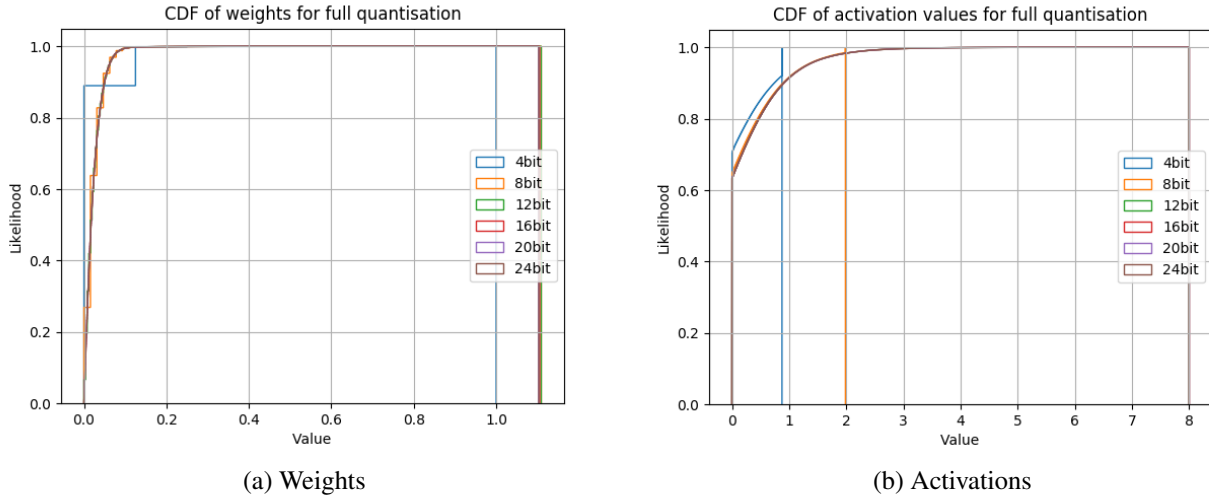 CDF of weights for full quantisation
1.0
0.8
0.6
0.4
0.2
0.0
Likelihood
0.0 0.2 0.4 0.6 0.8 1.0
Value
4bit
8bit
12bit
16bit
20bit
24bit
(a) Weights
CDF of activation values for full quantisation
1.0
0.8
0.6
0.4
0.2
0.0
Likelihood
0 1 2 3 4 5 6 7 8
Value
4bit
8bit
12bit
16bit
20bit
24bit
(b) Activations